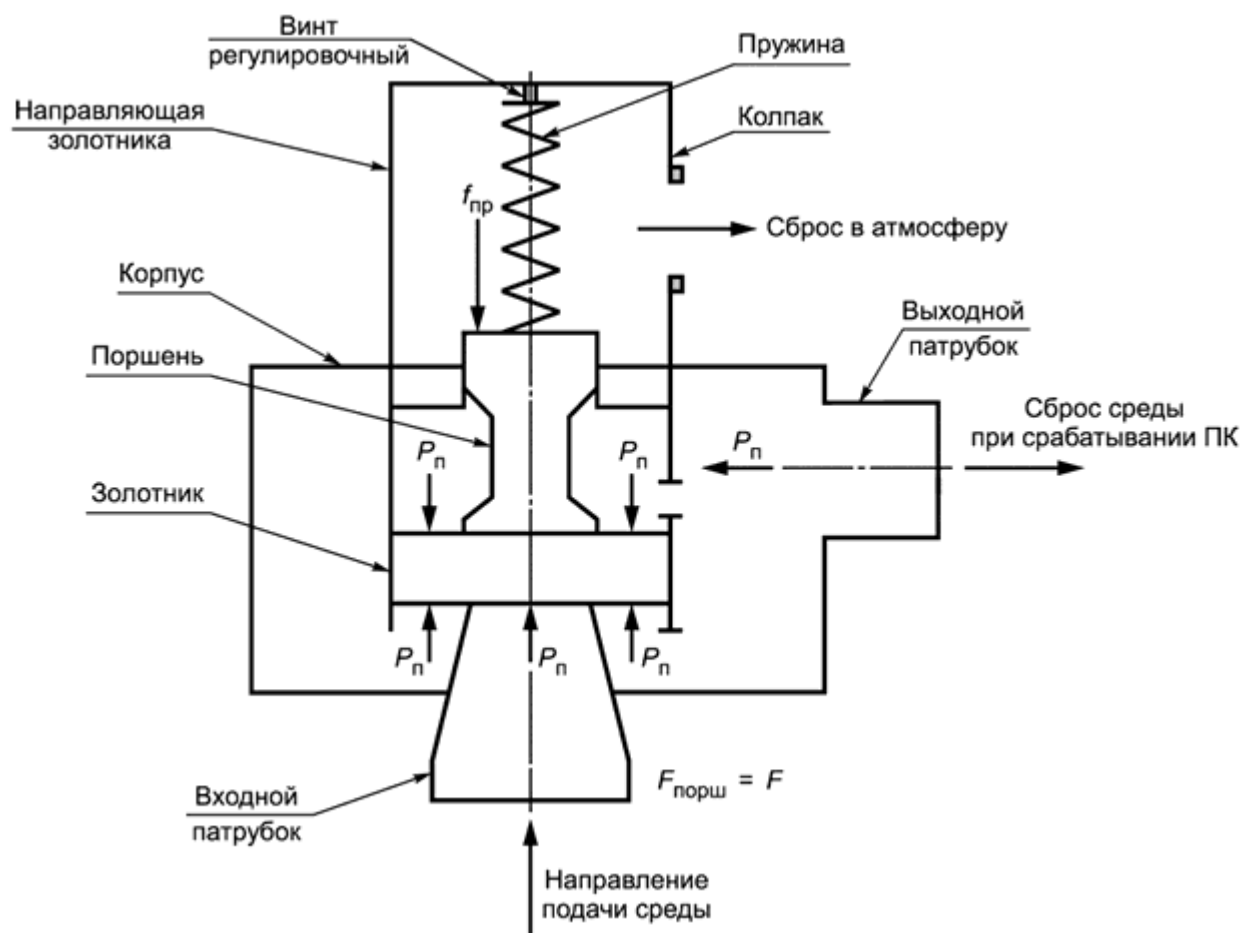 Винт
регулировочный
Пружина
Направляющая
золотника
Колпак
fпр
Сброс в атмосферу
Корпус
Выходной
патрубок
Поршень
Сброс среды
при срабатывании ПК
Pп
Pп
Pп
Золотник
Pп
Pп
Pп
Fпорш = F
Входной
патрубок
Направление
подачи среды